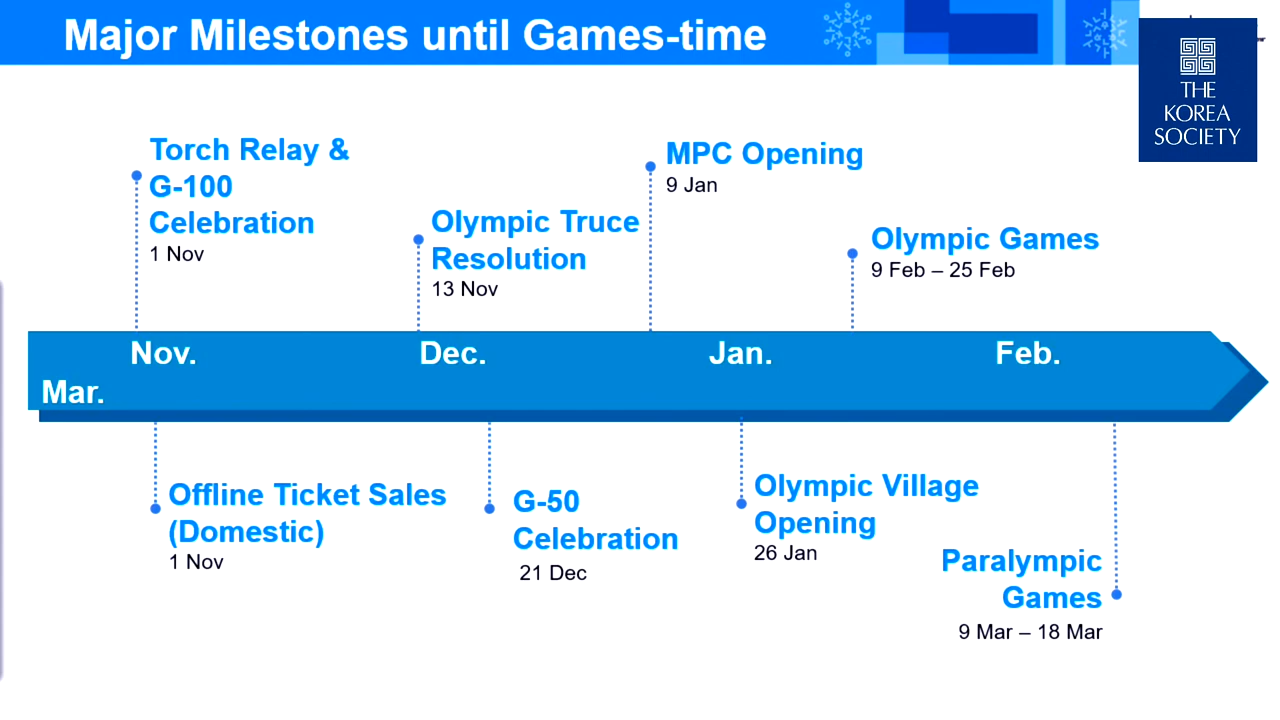 Major Milestones until Games-time
THE
KOREA
SOCIETY
Torch Relay &
G-100
Celebration
1 Nov
Olympic Truce
Resolution
13 Nov
MPC Opening
9 Jan
Olympic Games
9 Feb – 25 Feb
Nov. Dec. Jan. Feb.
Mar.
Offline Ticket Sales
(Domestic)
1 Nov
G-50
Celebration
21 Dec
Olympic Village
Opening
26 Jan
Paralympic
Games
9 Mar – 18 Mar